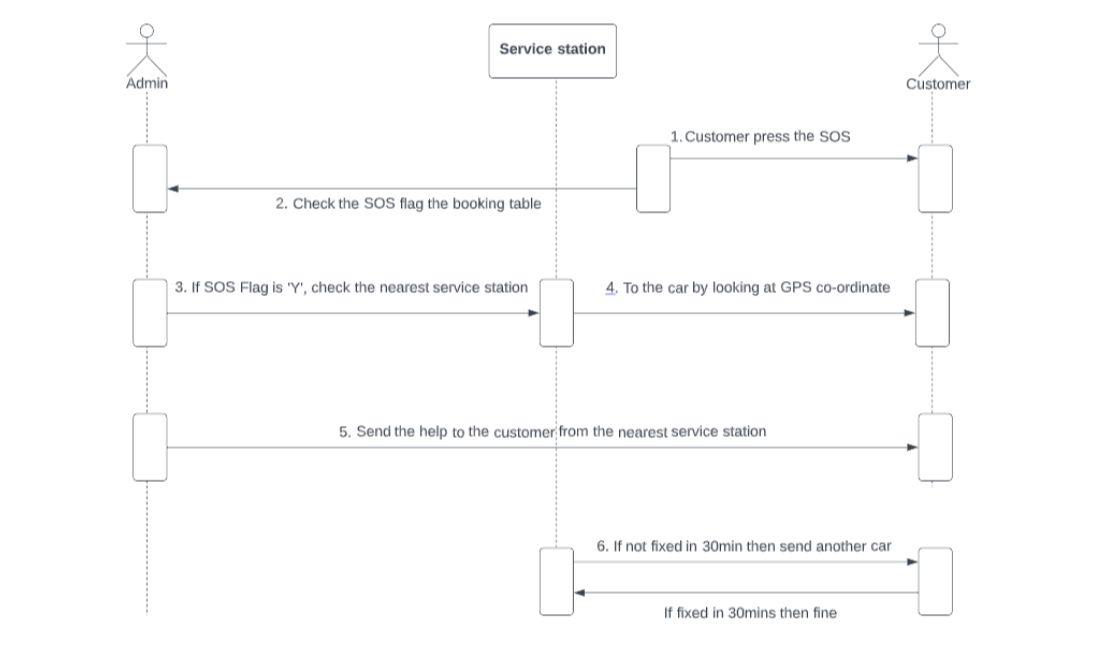 Service station
Admin
Customer
1. Customer press the SOS
2. Check the SOS flag the booking table
3. If SOS Flag is 'Y', check the nearest service station
4. To the car by looking at GPS co-ordinate
5. Send the help to the customer from the nearest service station
6. If not fixed in 30min then send another car
If fixed in 30mins then fine